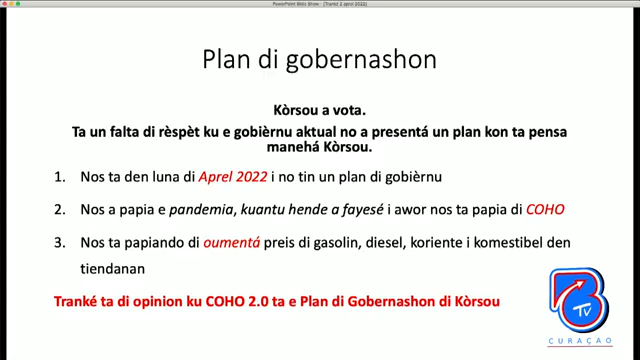 PowerPoint Slide Show - [Tranké 2 aprel 2022]
Plan di gobernashon
Kòrsou a vota.
Ta un falta di rèspèt ku e gobièrnu aktual no a presentá un plan kon ta pensa
manehá Kòrsou.
1. Nos ta den luna di Aprel 2022 i no tin un plan di gobièrnu
2. Nos a papia e pandemia, kuantu hende a fayesé i awor nos ta papia di COHO
3. Nos ta papiando di oumentá preis di gasolin, diesel, koriente i komestibel den
tiendanan
Tranké ta di opinion ku COHO 2.0 ta e Plan di Gobernashon di Kòrsou
TV
CURAÇAO